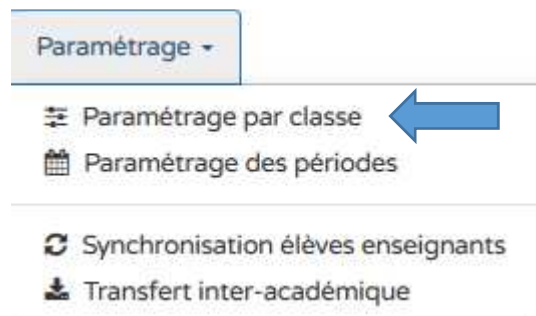 Paramétrage
Paramétrage par classe
Paramétrage des périodes
Synchronisation élèves enseignants
Transfert inter-académique